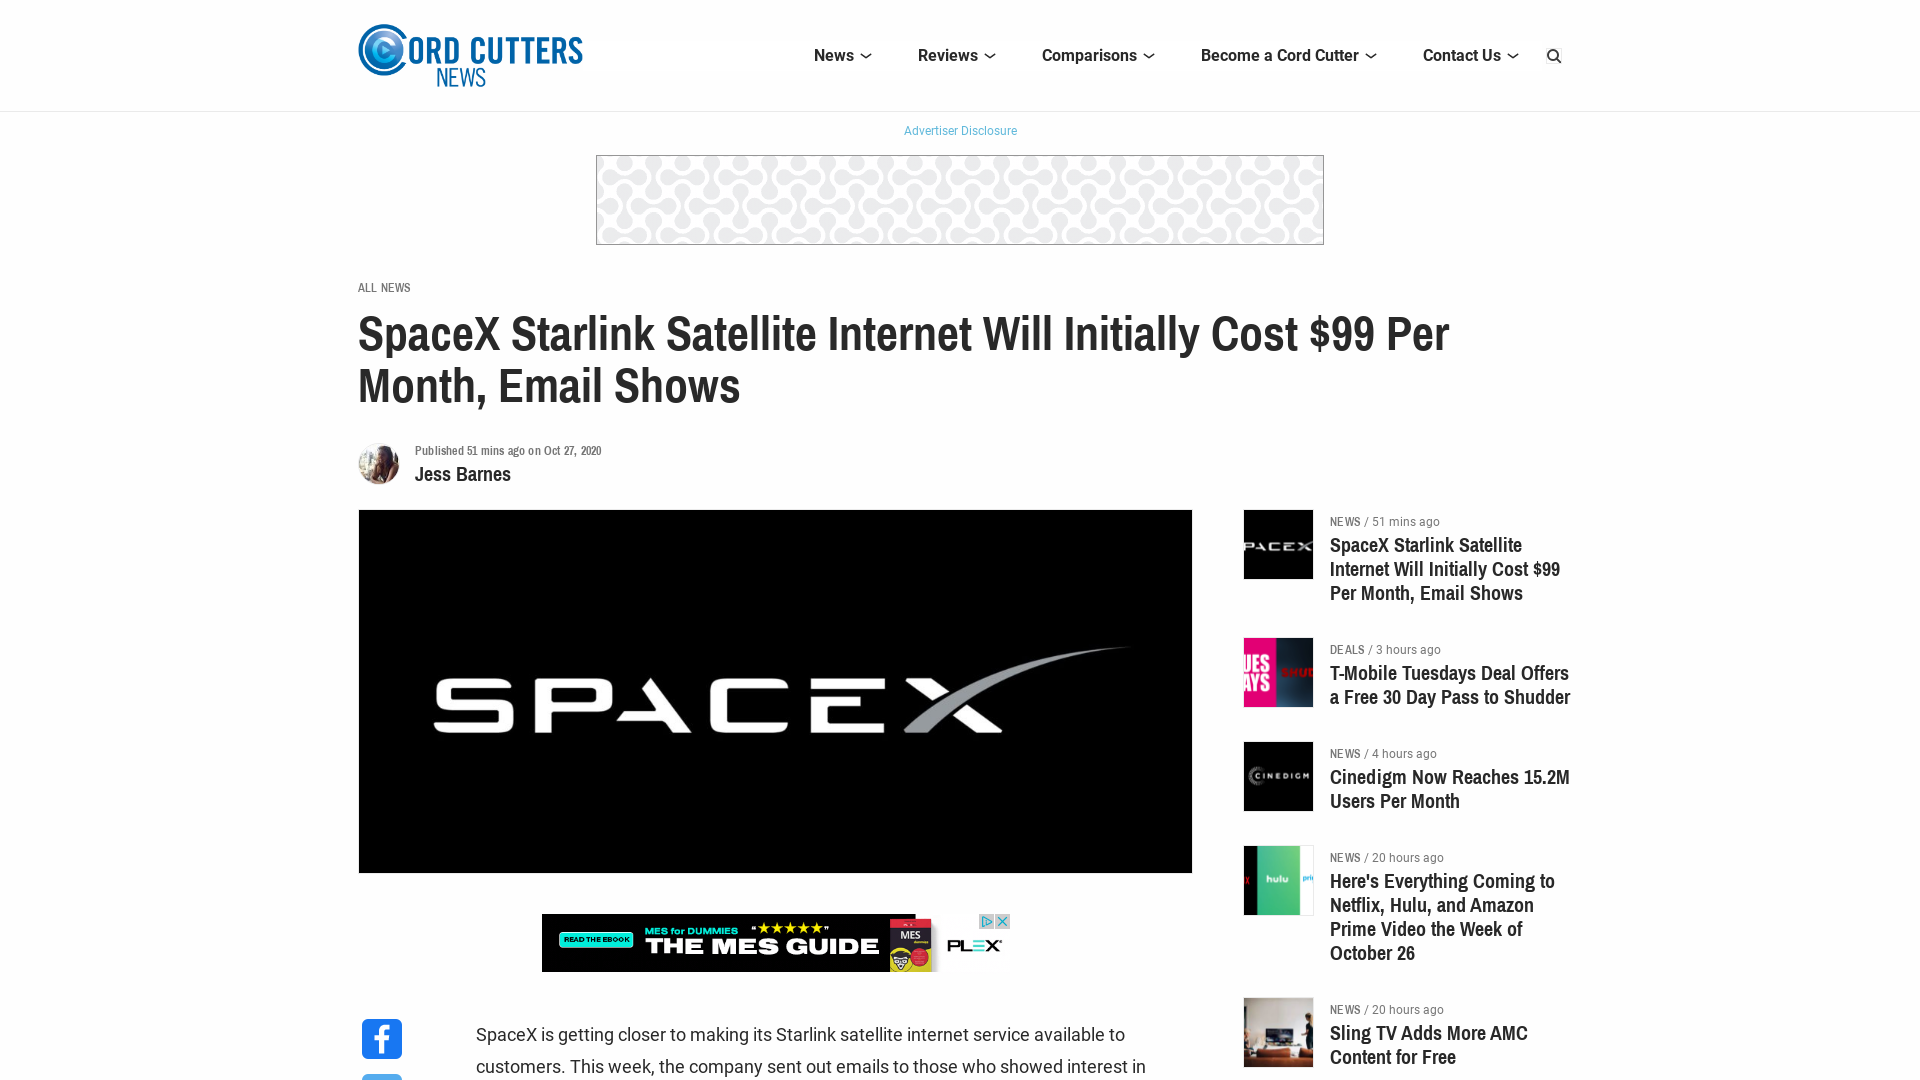 CORD CUTTERS
NEWS
News
Reviews
Comparisons
Become a Cord Cutter
Contact Us
Advertiser Disclosure
ALL NEWS
SpaceX Starlink Satellite Internet Will Initially Cost $99 Per
Month, Email Shows
Published 51 mins ago on Oct 27, 2020
Jess Barnes
SPACEX
READ THE EBOOK
MES for DUMMIES
“★★★★★”
THE MES GUIDE
MES
PLEX
SpaceX is getting closer to making its Starlink satellite internet service available to
customers. This week, the company sent out emails to those who showed interest in
PACEX
NEWS / 51 mins ago
SpaceX Starlink Satellite
Internet Will Initially Cost $99
Per Month, Email Shows
UES
AYS
SHUD
DEALS / 3 hours ago
T-Mobile Tuesdays Deal Offers
a Free 30 Day Pass to Shudder
CINEDIGM
NEWS / 4 hours ago
Cinedigm Now Reaches 15.2M
Users Per Month
hulu
NEWS / 20 hours ago
Here's Everything Coming to
Netflix, Hulu, and Amazon
Prime Video the Week of
October 26
NEWS / 20 hours ago
Sling TV Adds More AMC
Content for Free